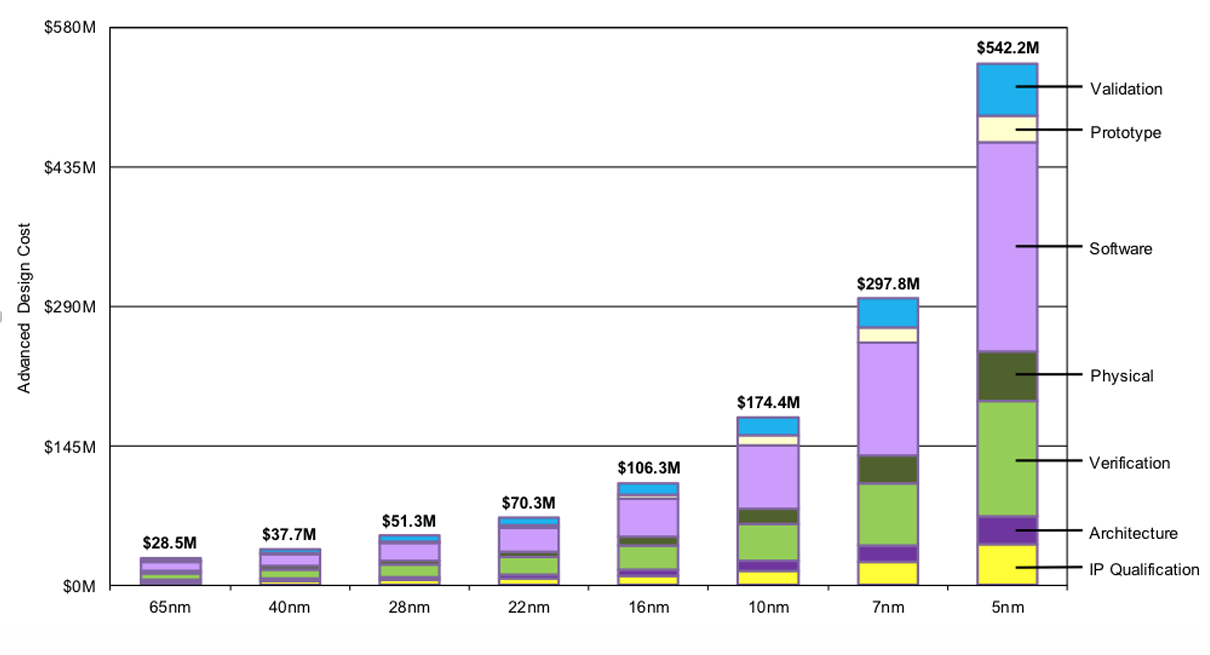 $580M
$542.2M
Validation
Prototype
$435M
Software
$290M
$297.8M
Advanced Design Cost
Physical
$174.4M
$145M
$106.3M
Verification
$70.3M
$51.3M
$37.7M
$28.5M
Architecture
IP Qualification
$0M
65nm 40nm 28nm 22nm 16nm 10nm 7nm 5nm